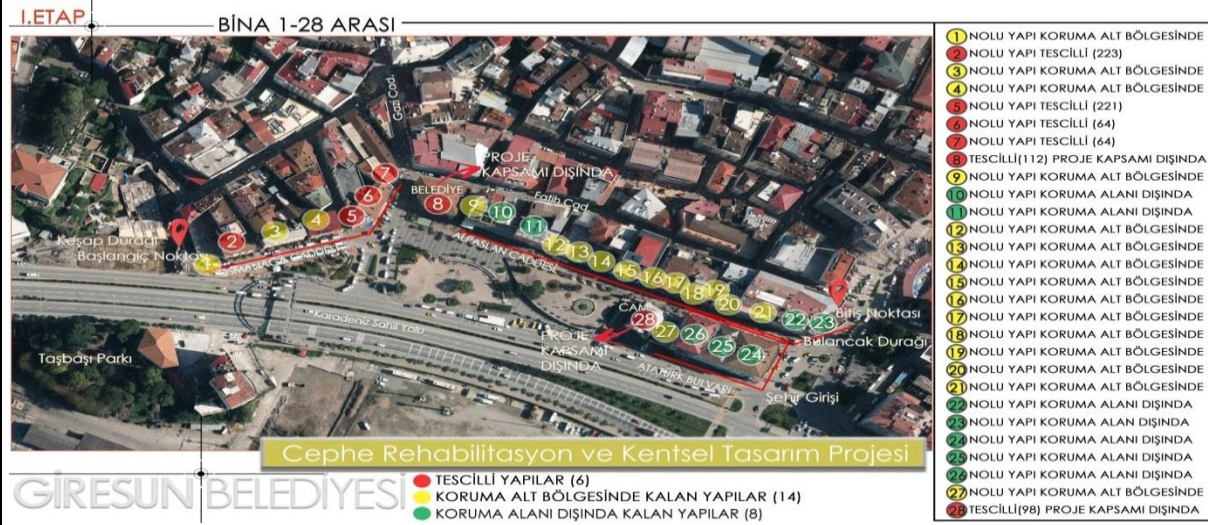 I.ETAP
BİNA 1-28 ARASI
Gazi Cad.
PROJE
KAPSAMI DIŞINDA
BELEDİYE
Fatih Cad
Keşap Durağı
Başlangıç Noktası
OSMANAĞA CADDESİ
ALPASLAN CADDESİ
1
2
3
4
5
6
7
8
9
10
11
12
13
14
15
16
17
18
19
20
21
22
23
Bitiş Noktası
Bulancak Durağı
CAMİ
28
27
26
25
24
PROJE
KAPSAMI
DIŞINDA
Karadeniz Sahil Yolu
Taşbaşı Parkı
ATATÜRK BULVARI
Şehir Girişi
Cephe Rehabilitasyon ve Kentsel Tasarım Projesi
GİRESUN BELEDİYESİ
TESCİLLİ YAPILAR (6)
KORUMA ALT BÖLGESİNDE KALAN YAPILAR (14)
KORUMA ALANI DIŞINDA KALAN YAPILAR (8)
1 NOLU YAPI KORUMA ALT BÖLGESİNDE
2 NOLU YAPI TESCİLLİ (223)
3 NOLU YAPI KORUMA ALT BÖLGESİNDE
4 NOLU YAPI KORUMA ALT BÖLGESİNDE
5 NOLU YAPI TESCİLLİ (221)
6 NOLU YAPI TESCİLLİ (64)
7 NOLU YAPI TESCİLLİ (64)
8 TESCİLLİ(112) PROJE KAPSAMI DIŞINDA
9 NOLU YAPI KORUMA ALT BÖLGESİNDE
10 NOLU YAPI KORUMA ALANI DIŞINDA
11 NOLU YAPI KORUMA ALANI DIŞINDA
12 NOLU YAPI KORUMA ALT BÖLGESİNDE
13 NOLU YAPI KORUMA ALT BÖLGESİNDE
14 NOLU YAPI KORUMA ALT BÖLGESİNDE
15 NOLU YAPI KORUMA ALT BÖLGESİNDE
16 NOLU YAPI KORUMA ALT BÖLGESİNDE
17 NOLU YAPI KORUMA ALT BÖLGESİNDE
18 NOLU YAPI KORUMA ALT BÖLGESİNDE
19 NOLU YAPI KORUMA ALT BÖLGESİNDE
20 NOLU YAPI KORUMA ALT BÖLGESİNDE
21 NOLU YAPI KORUMA ALT BÖLGESİNDE
22 NOLU YAPI KORUMA ALANI DIŞINDA
23 NOLU YAPI KORUMA ALAN DIŞINDA
24 NOLU YAPI KORUMA ALANI DIŞINDA
25 NOLU YAPI KORUMA ALANI DIŞINDA
26 NOLU YAPI KORUMA ALANI DIŞINDA
27 NOLU YAPI KORUMA ALT BÖLGESİNDE
28 TESCİLLİ(98) PROJE KAPSAMI DIŞINDA